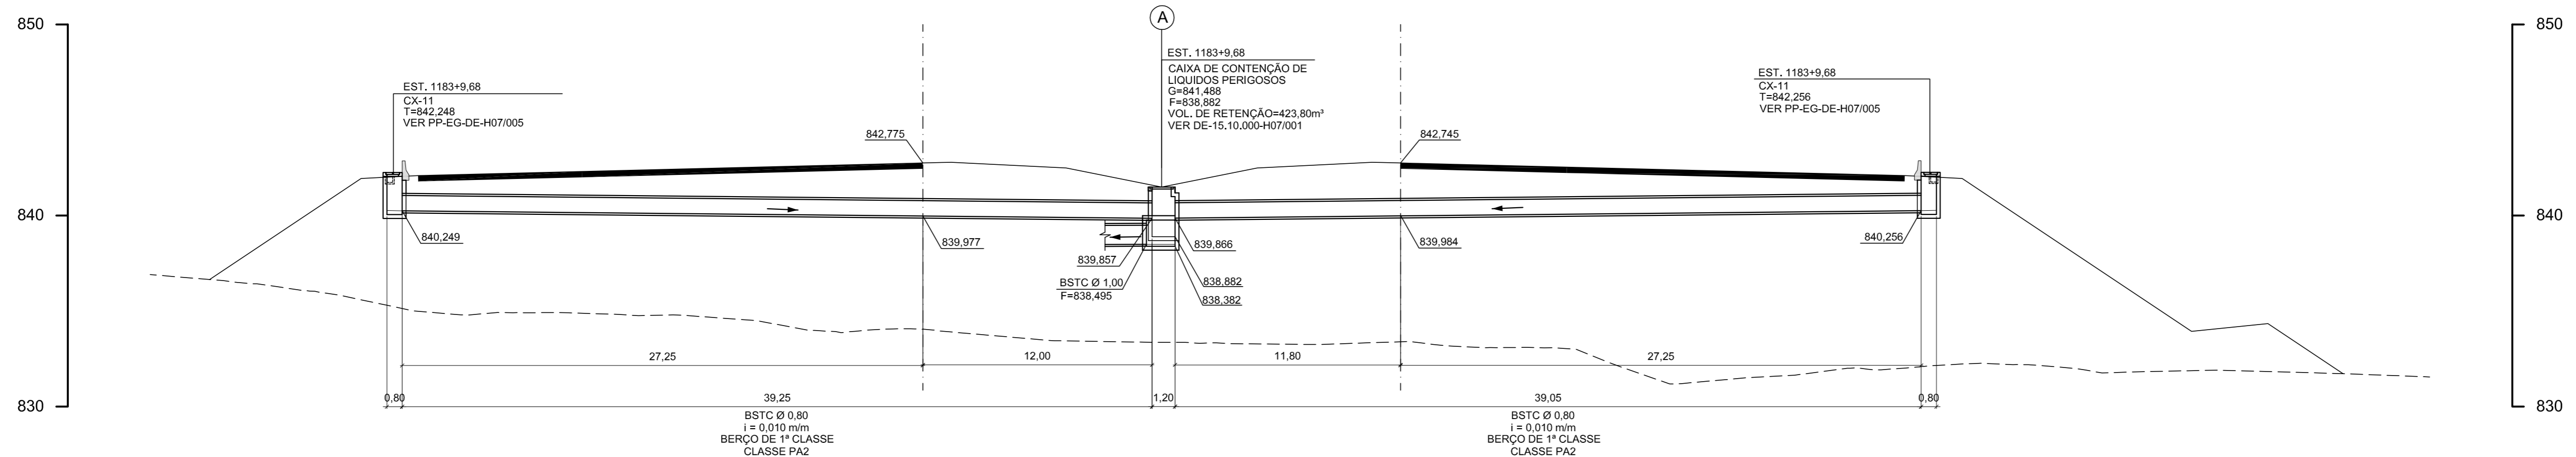 850
850
A
EST. 1183+9,68
CAIXA DE CONTENÇÃO DE
LIQUIDOS PERIGOSOS
G=841,488
F=838,882
VOL. DE RETENÇÃO=423,80m³
VER DE-15.10.000-H07/001
EST. 1183+9,68
CX-11
T=842,248
VER PP-EG-DE-H07/005
EST. 1183+9,68
CX-11
T=842,256
VER PP-EG-DE-H07/005
842,775
842,745
840
840
840,249
839,977
839,857
839,866
839,984
840,256
BSTC Ø 1,00
F=838,495
838,882
838,382
27,25
12,00
11,80
27,25
830
0,80
39,25
1,20
39,05
0,80
830
BSTC Ø 0,80
i = 0,010 m/m
BERÇO DE 1ª CLASSE
CLASSE PA2
BSTC Ø 0,80
i = 0,010 m/m
BERÇO DE 1ª CLASSE
CLASSE PA2